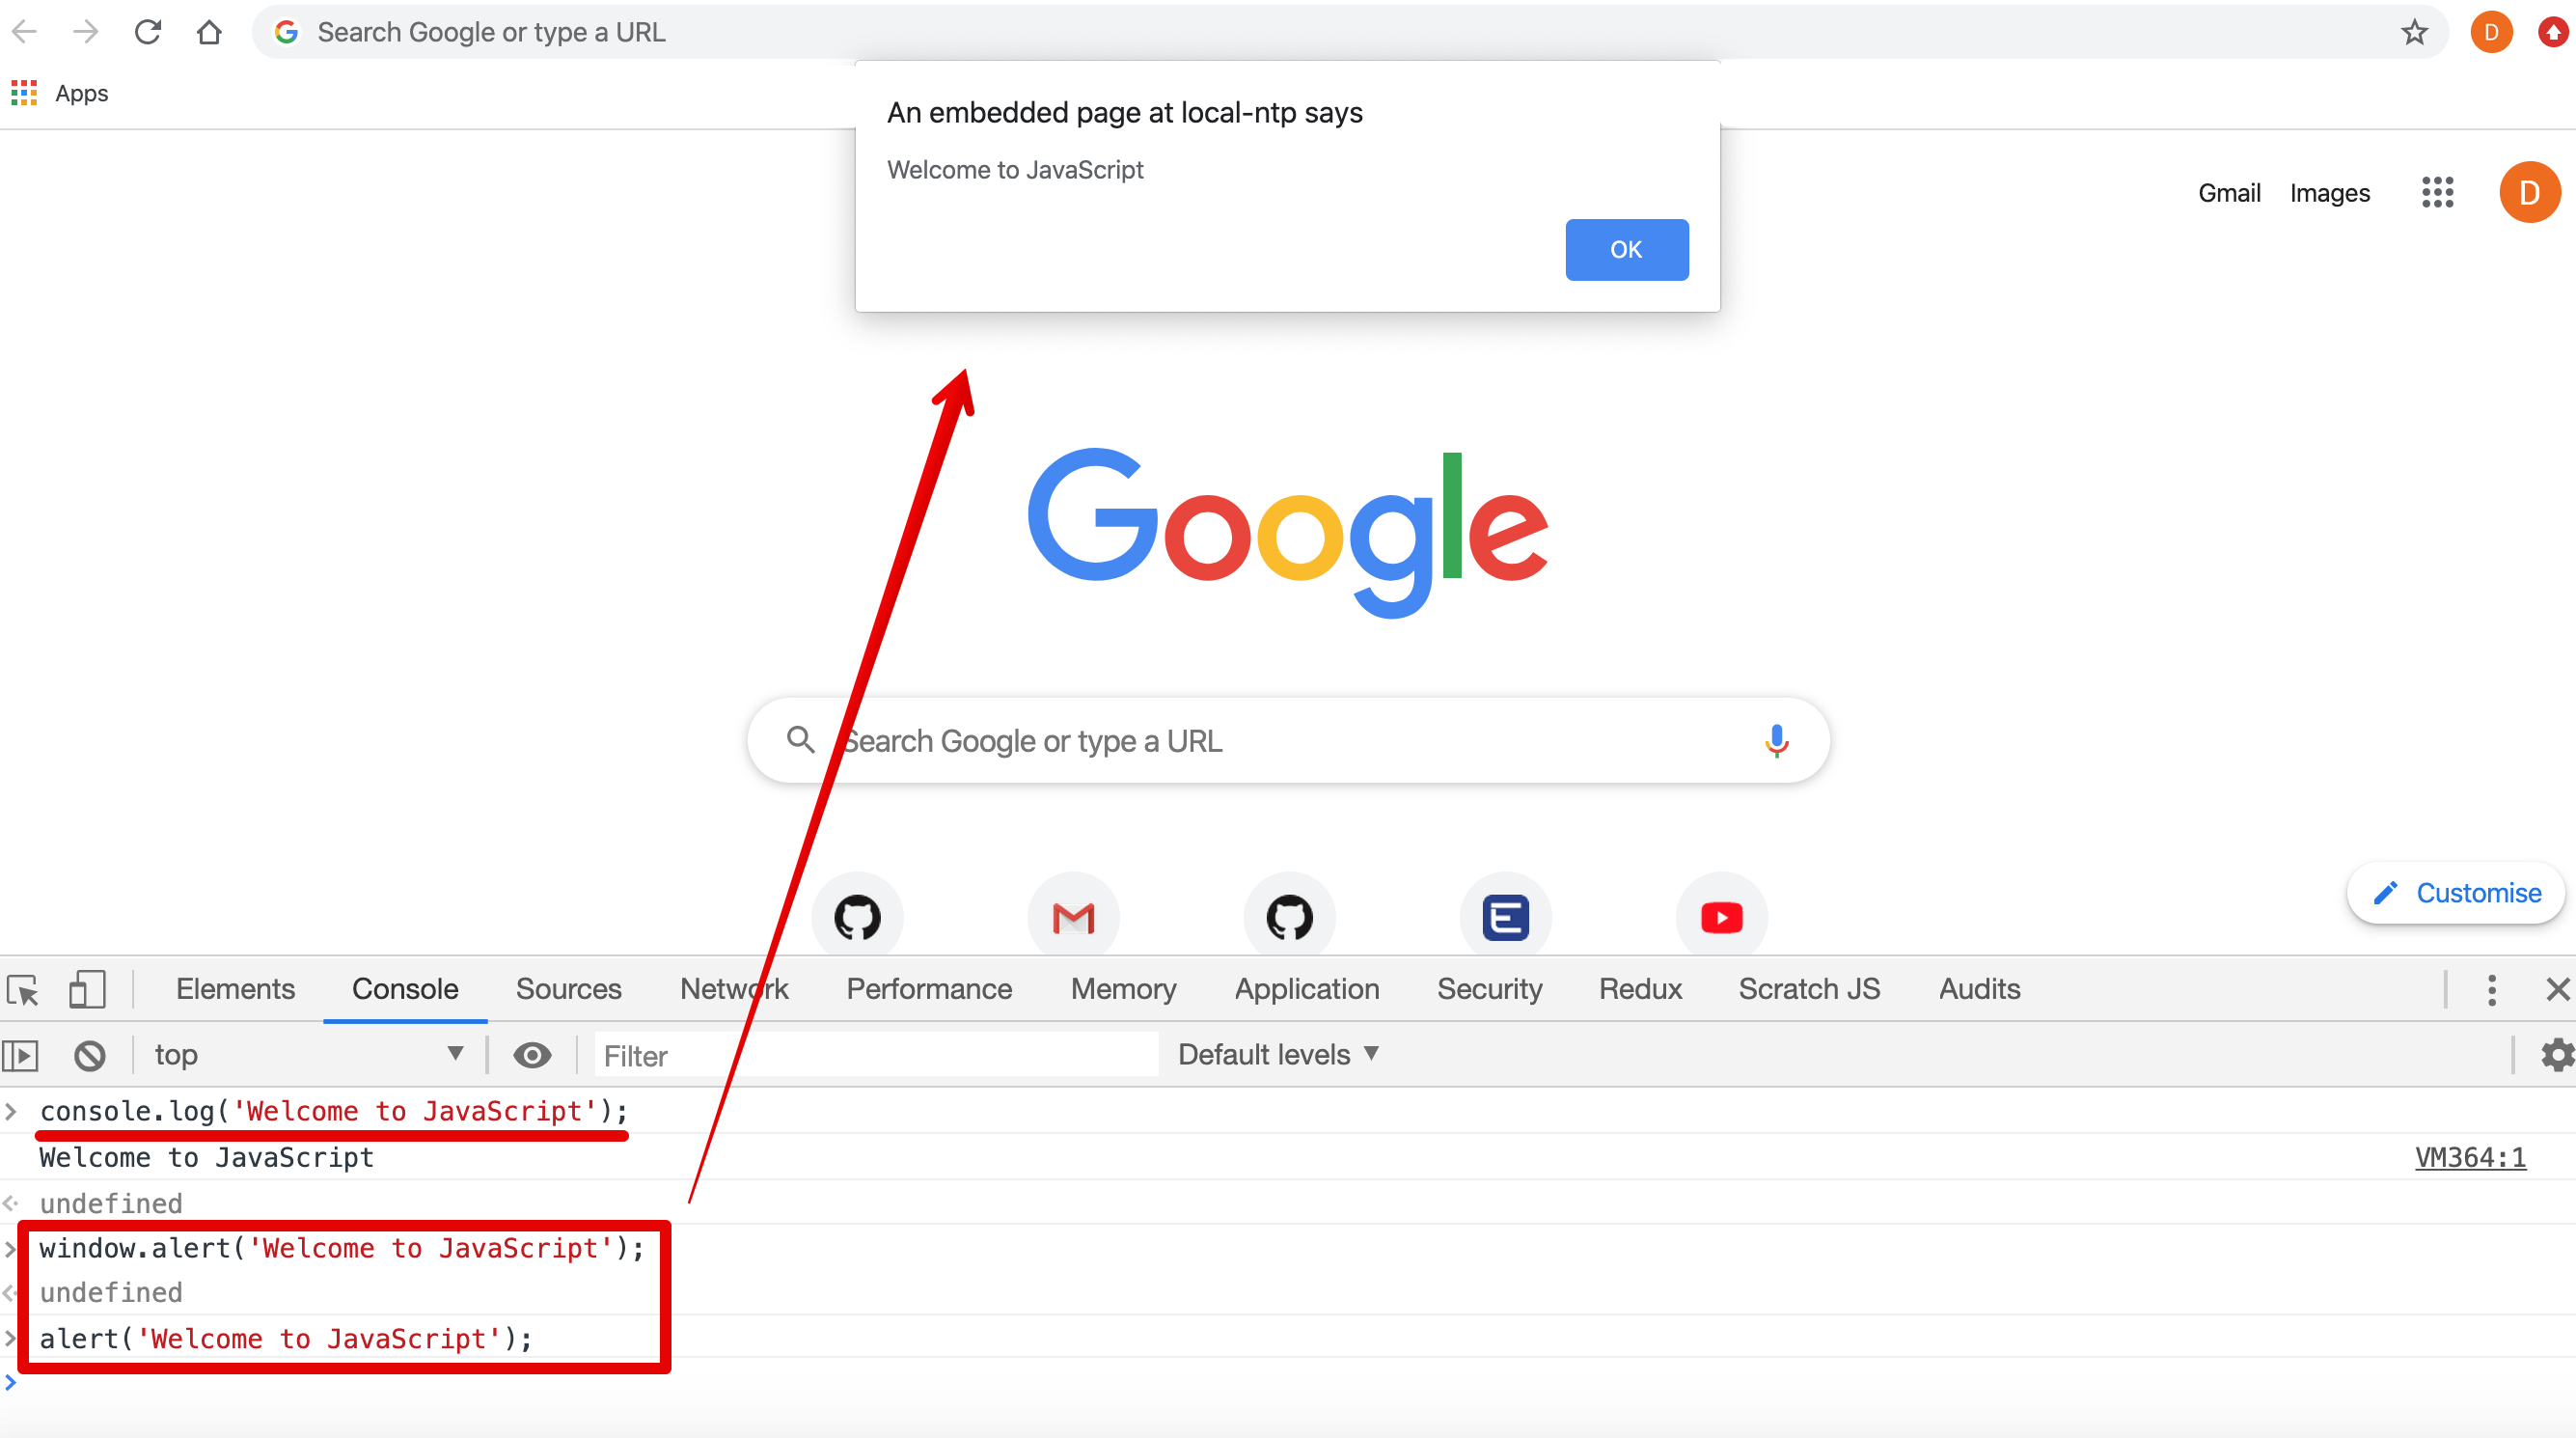 Search Google or type a URL
D
Apps
An embedded page at local-ntp says
Welcome to JavaScript
OK
Gmail Images
D
Google
Search Google or type a URL
Customise
Elements Console Sources Network Performance Memory Application Security Redux Scratch JS Audits
top Filter Default levels
> console.log('Welcome to JavaScript');
Welcome to JavaScript VM364:1
undefined
> window.alert('Welcome to JavaScript');
undefined
> alert('Welcome to JavaScript');
>